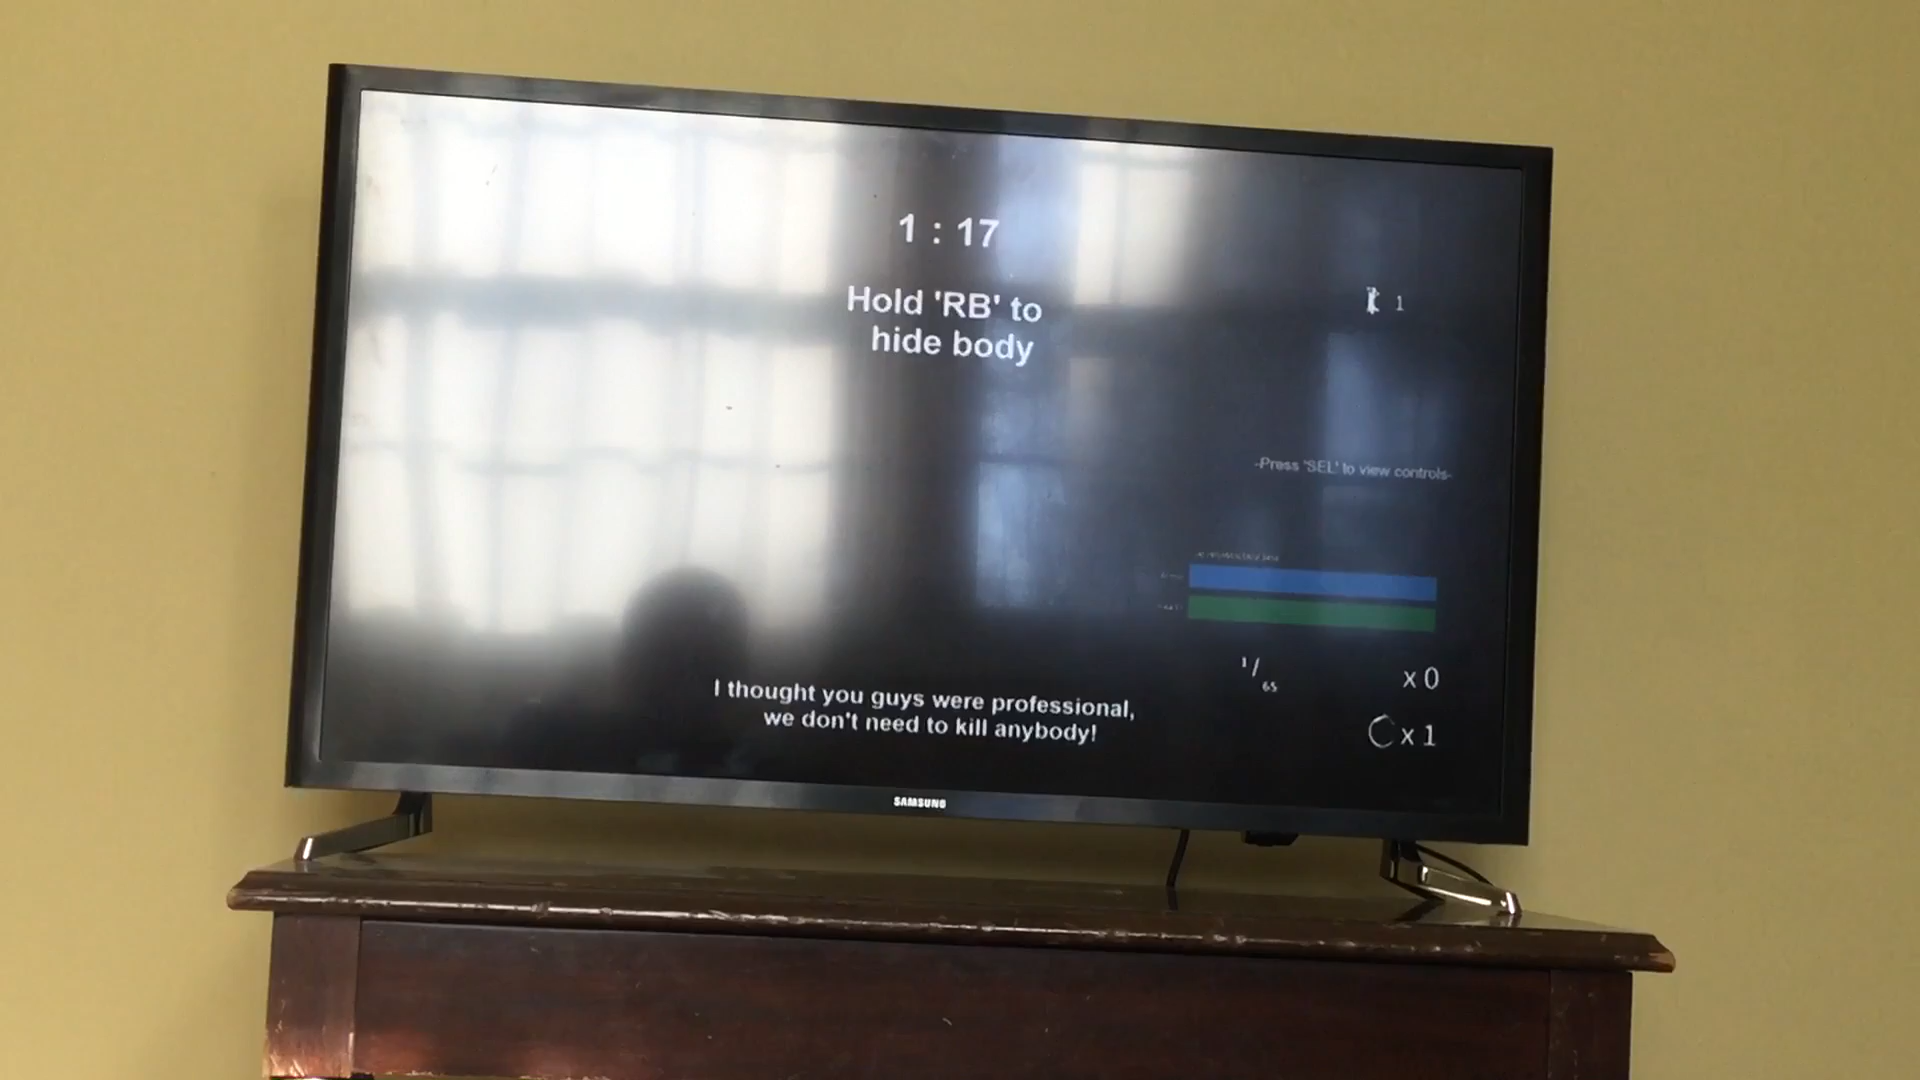 1 : 17
Hold 'RB' to
hide body
1
-Press 'SEL' to view controls-
1/
65
x 0
x 1
I thought you guys were professional,
we don't need to kill anybody!
SAMSUNG